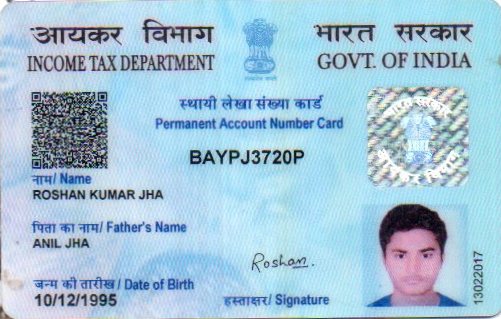 आयकर विभाग
INCOME TAX DEPARTMENT
भारत सरकार
GOVT. OF INDIA
स्थायी लेखा संख्या कार्ड
Permanent Account Number Card
BAYPJ3720P
नाम/ Name
ROSHAN KUMAR JHA
पिता का नाम/ Father's Name
ANIL JHA
जन्म की तारीख/ Date of Birth
10/12/1995
Roshan.
हस्ताक्षर/ Signature
13022017